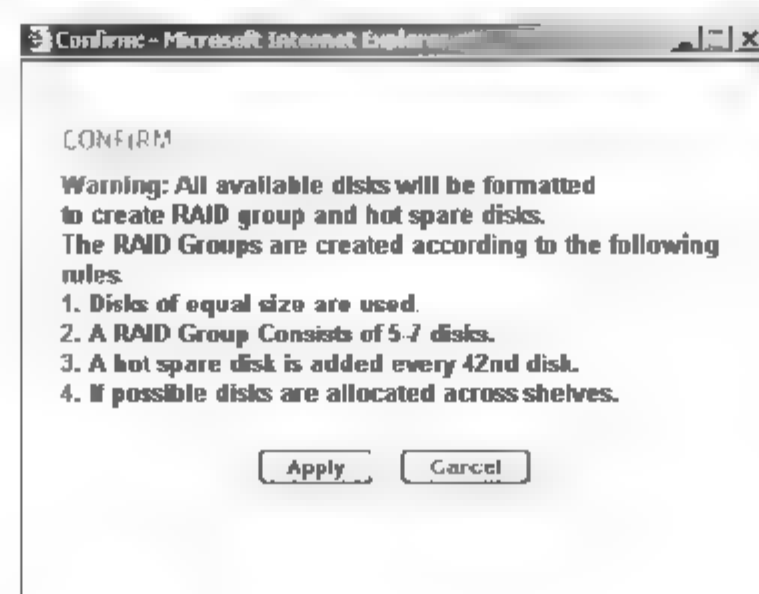 Confirm - Microsoft Internet Explorer
CONFIRM
Warning: All available disks will be formatted
to create RAID group and hot spare disks.
The RAID Groups are created according to the following
rules.
1. Disks of equal size are used.
2. A RAID Group Consists of 5-7 disks.
3. A hot spare disk is added every 42nd disk.
4. If possible disks are allocated across shelves.
Apply Cancel